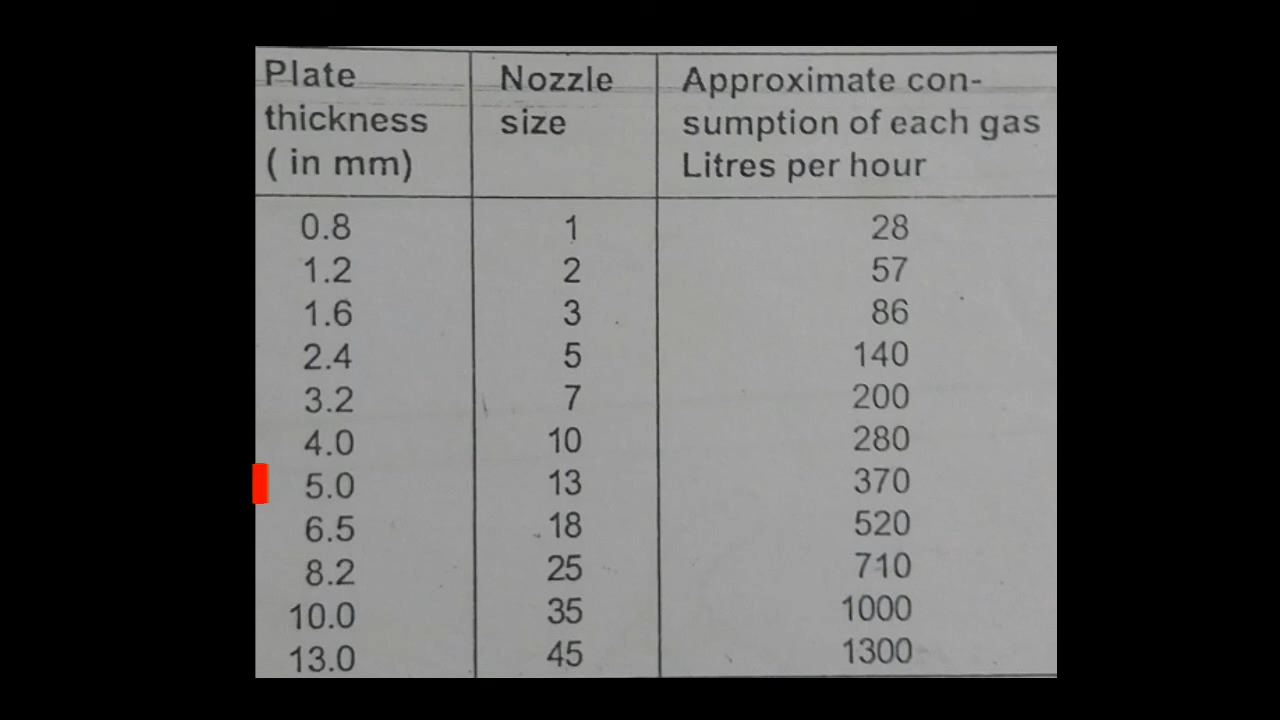 Plate Nozzle Approximate con-
thickness size sumption of each gas
( in mm) Litres per hour
0.8 1 28
1.2 2 57
1.6 3 86
2.4 5 140
3.2 7 200
4.0 10 280
5.0 13 370
6.5 18 520
8.2 25 710
10.0 35 1000
13.0 45 1300